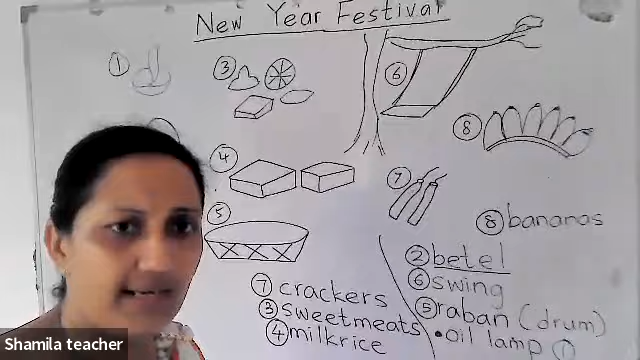 New Year Festival
①
③
⑥
⑧
④
⑦
⑤
⑧ bananas
② betel
⑥ swing
⑤ raban (drum)
• oil lamp ①
⑦ crackers
③ sweetmeats
④ milkrice
Shamila teacher